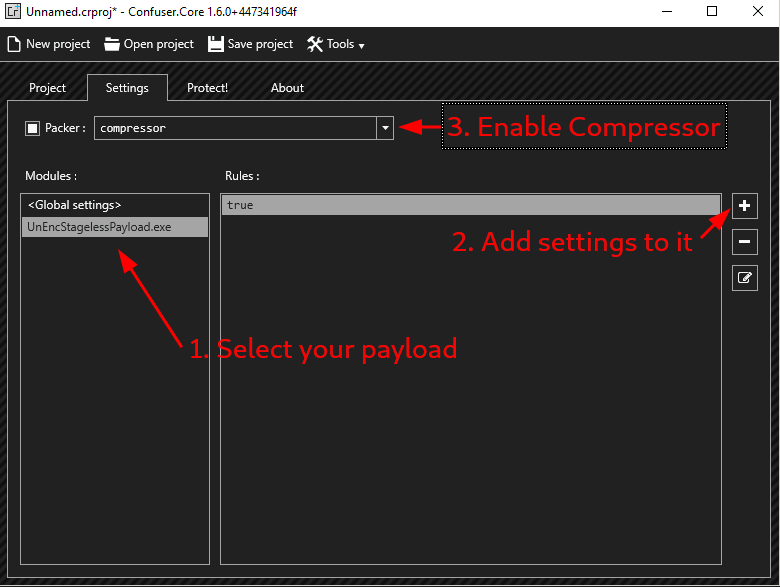 Unnamed.crproj* - Confuser.Core 1.6.0+447341964f
New project Open project Save project Tools
Project Settings Protect! About
Packer : compressor
3. Enable Compressor
Modules : Rules :
<Global settings> true
UnEncStagelessPayload.exe
2. Add settings to it
1. Select your payload